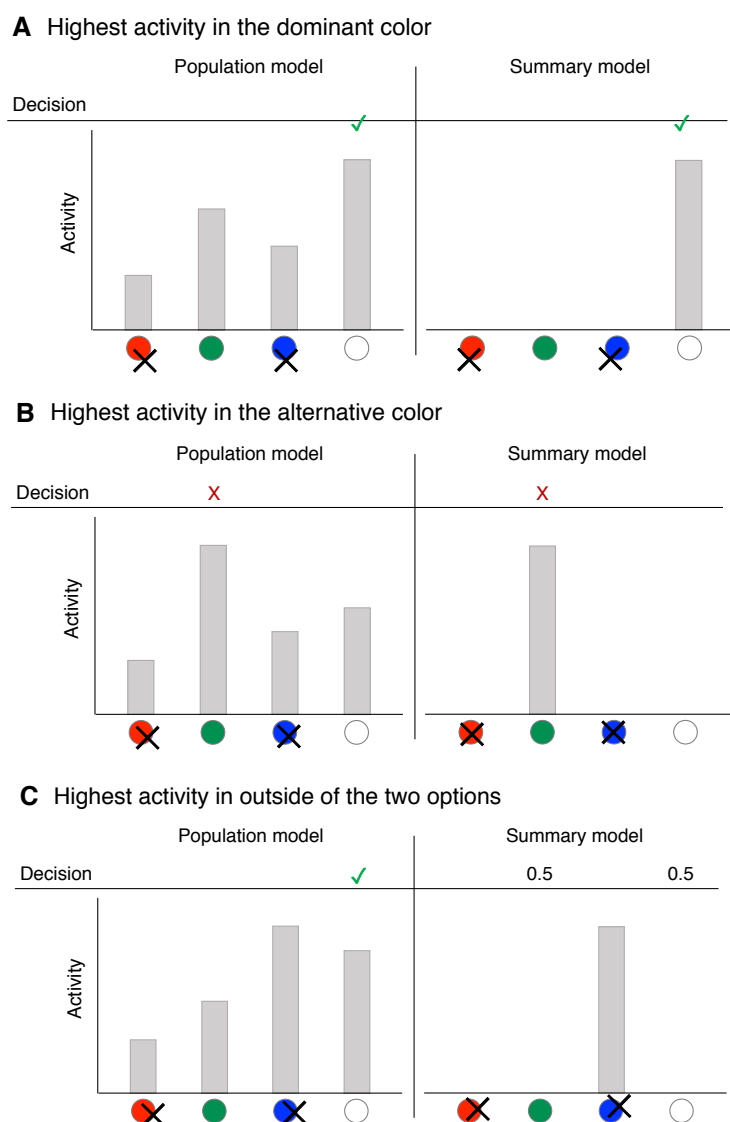 A Highest activity in the dominant color
Population model Summary model
Decision
✓ ✓
Activity
B Highest activity in the alternative color
Population model Summary model
Decision X X
Activity
C Highest activity in outside of the two options
Population model Summary model
Decision ✓ 0.5 0.5
Activity